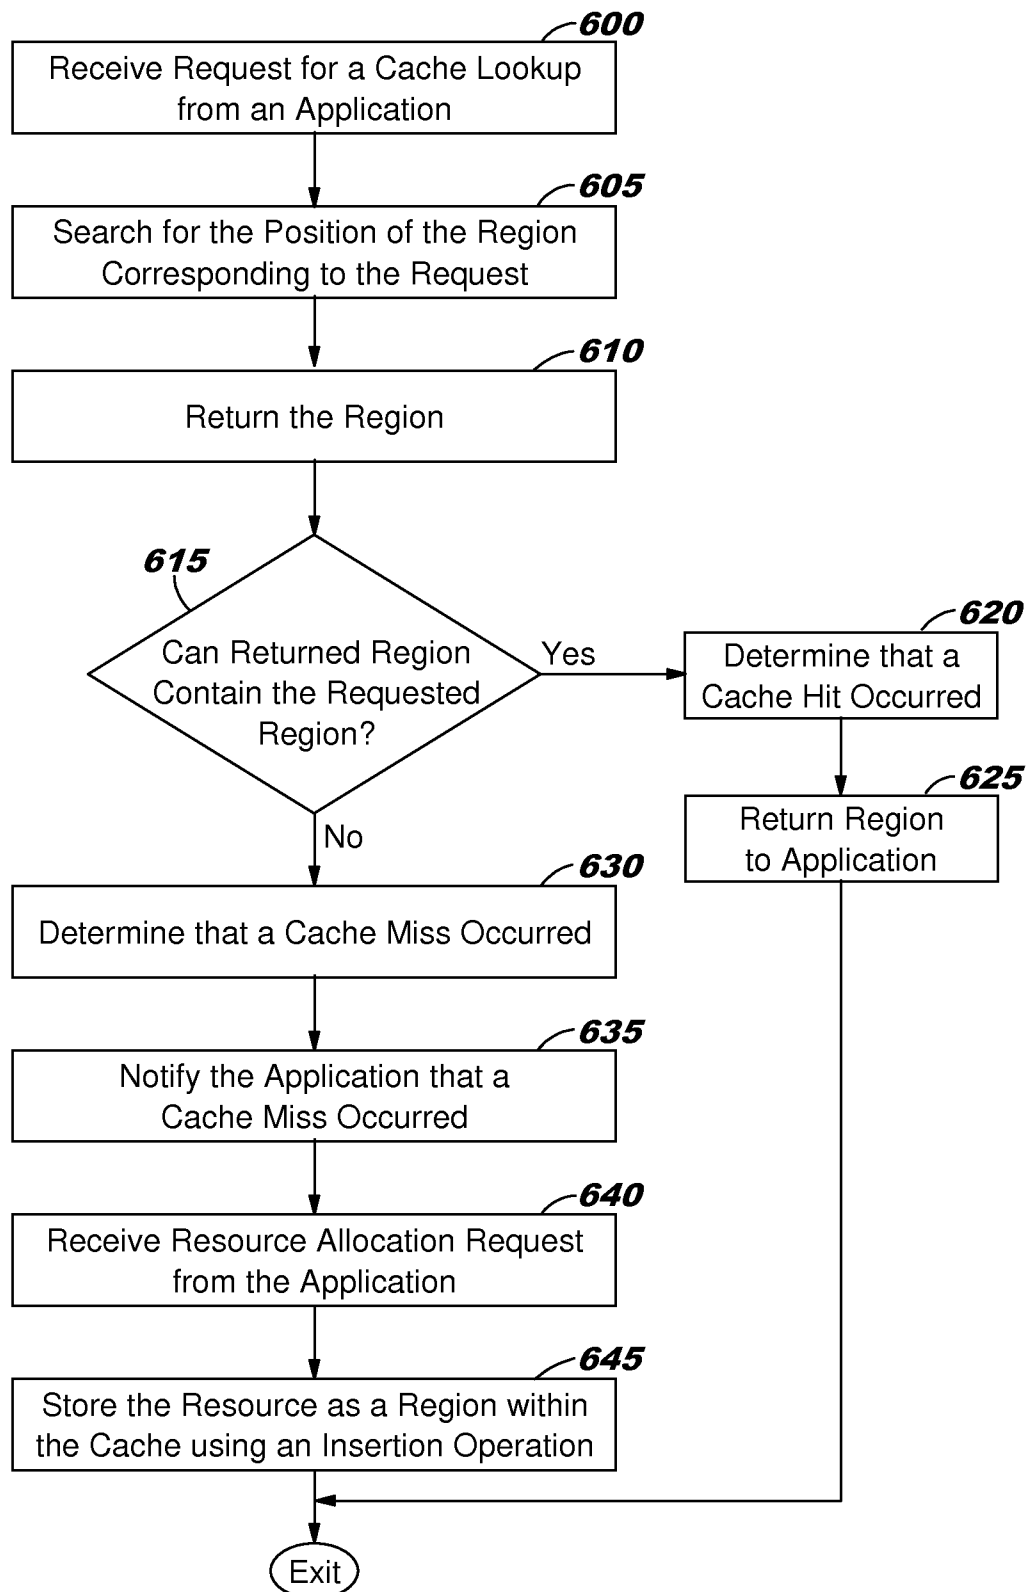 600
Receive Request for a Cache Lookup
from an Application
605
Search for the Position of the Region
Corresponding to the Request
610
Return the Region
615
Can Returned Region
Contain the Requested
Region?
Yes
620
Determine that a
Cache Hit Occurred
625
Return Region
to Application
No
630
Determine that a Cache Miss Occurred
635
Notify the Application that a
Cache Miss Occurred
640
Receive Resource Allocation Request
from the Application
645
Store the Resource as a Region within
the Cache using an Insertion Operation
Exit